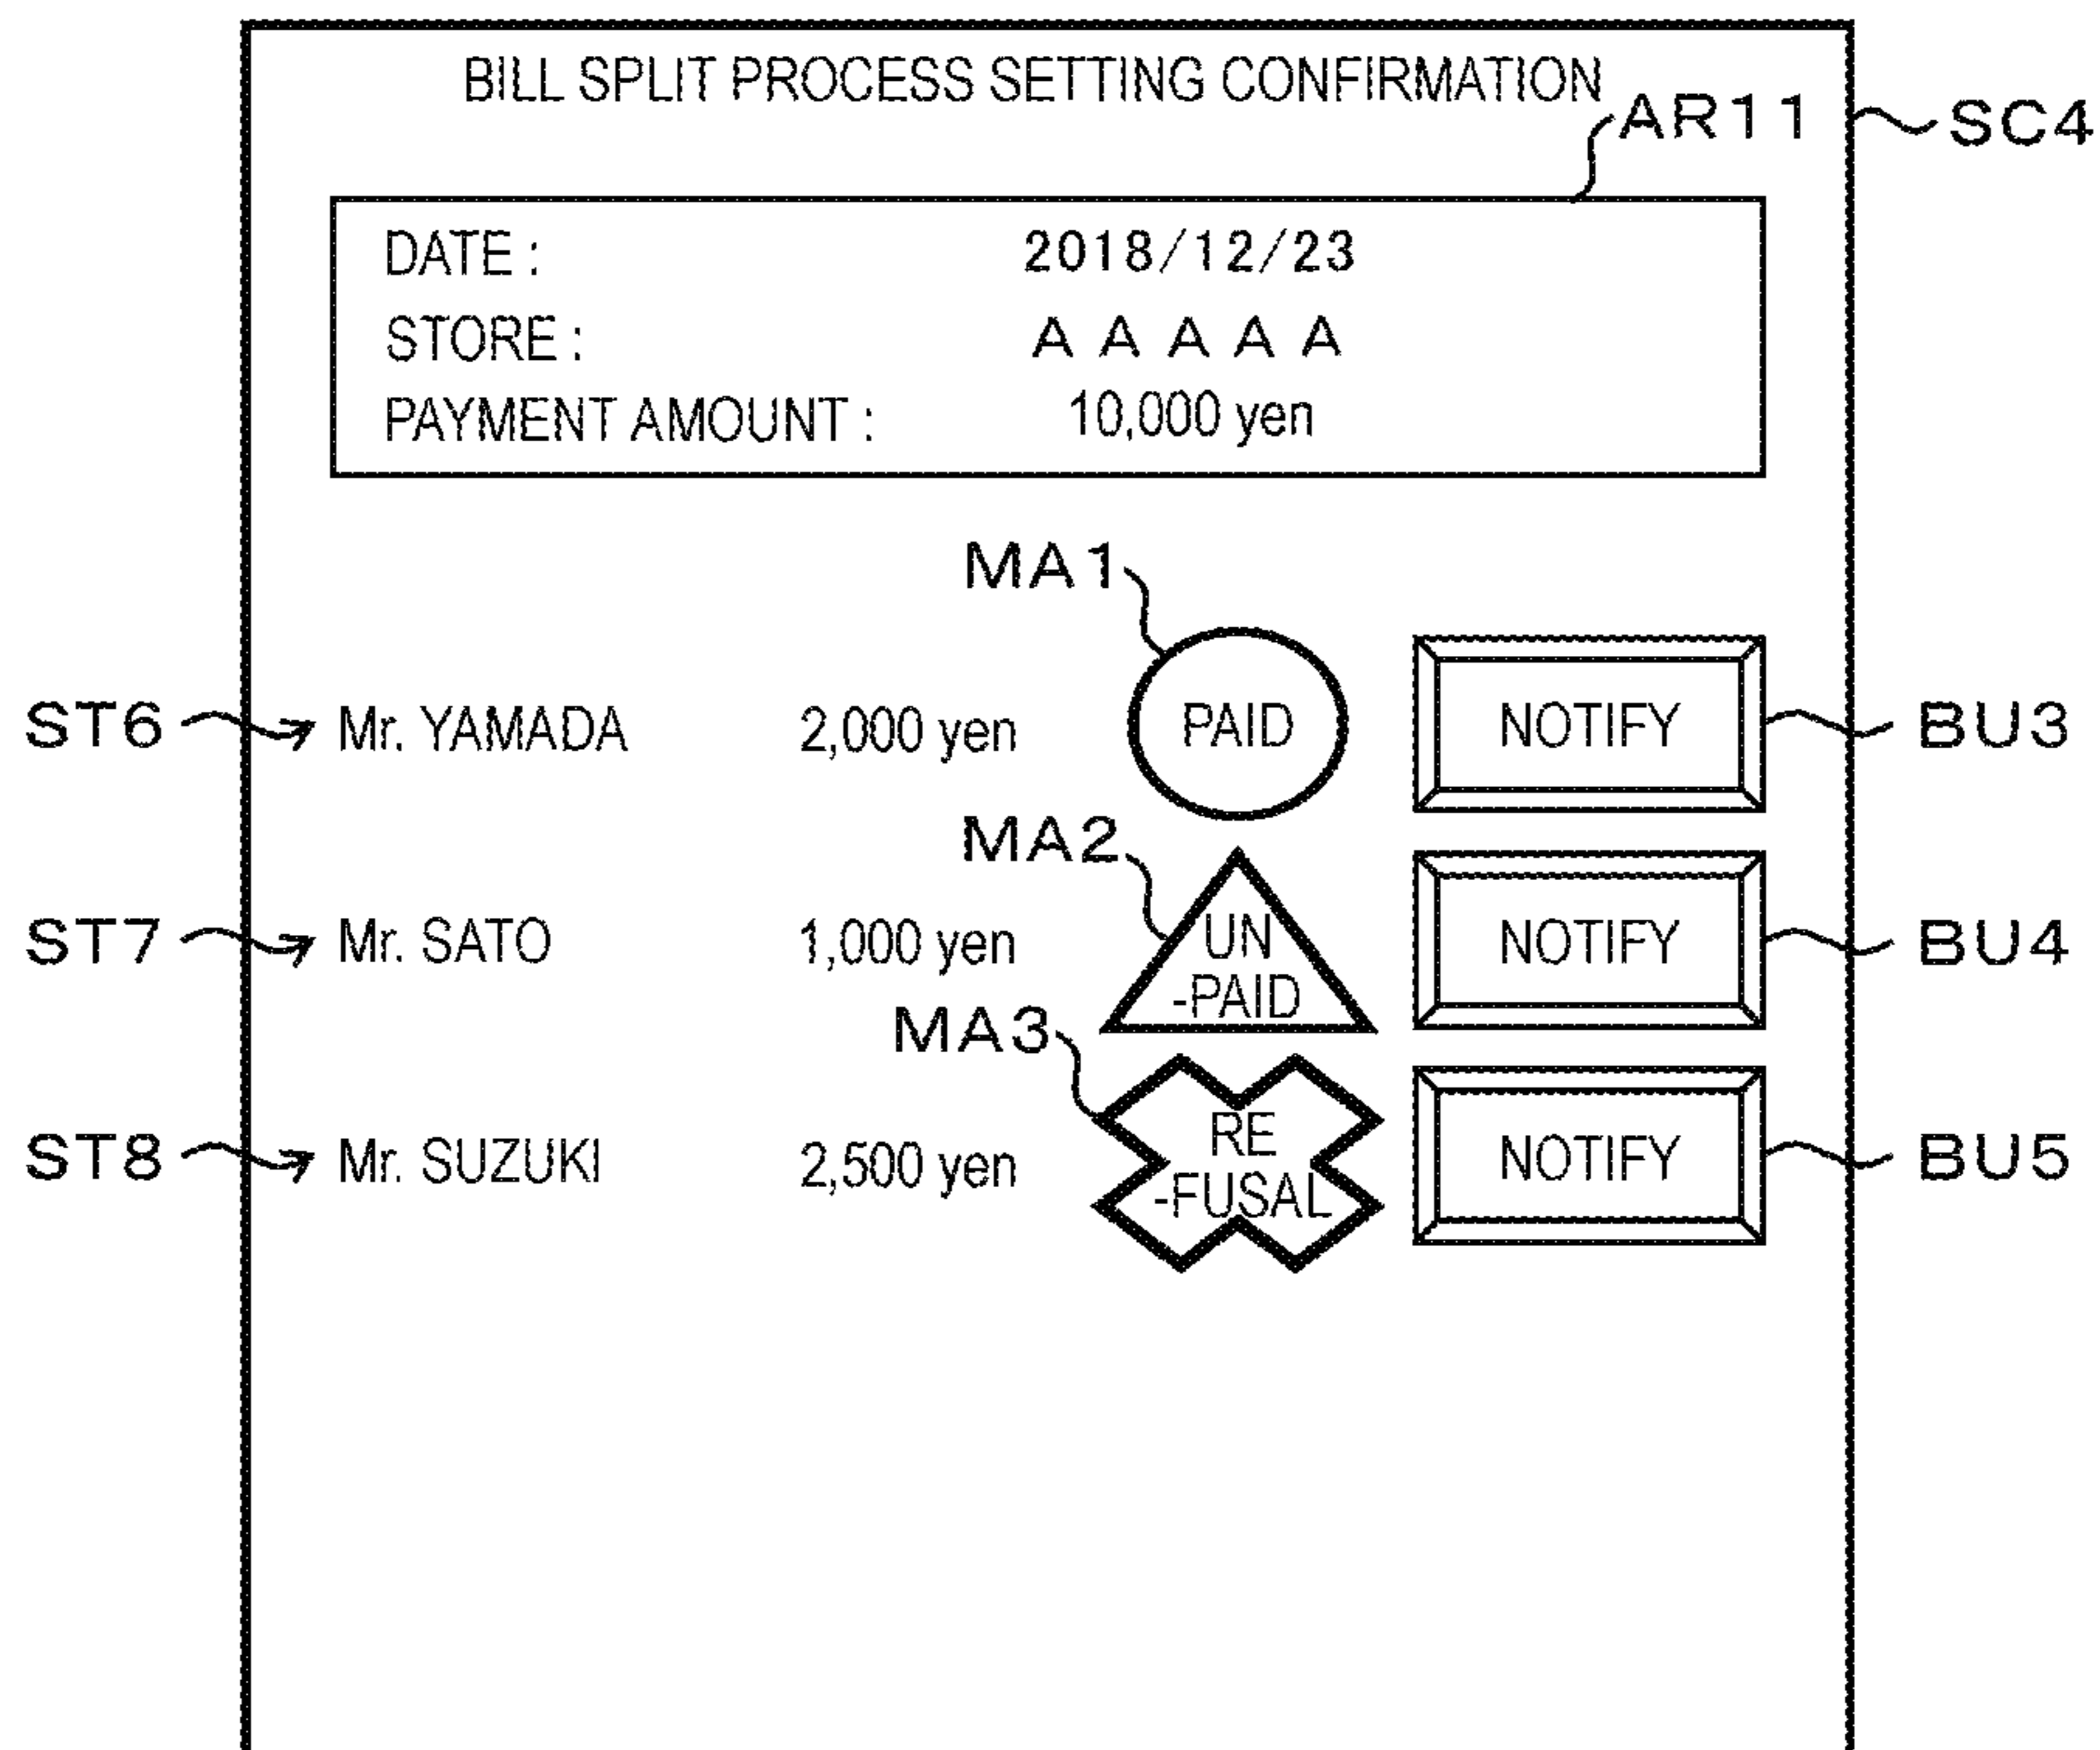 BILL SPLIT PROCESS SETTING CONFIRMATION
AR11
SC4
DATE : 2018/12/23
STORE : A A A A A
PAYMENT AMOUNT : 10,000 yen
MA1
ST6 Mr. YAMADA 2,000 yen PAID NOTIFY BU3
MA2
ST7 Mr. SATO 1,000 yen UN
-PAID NOTIFY BU4
MA3
ST8 Mr. SUZUKI 2,500 yen RE
-FUSAL NOTIFY BU5